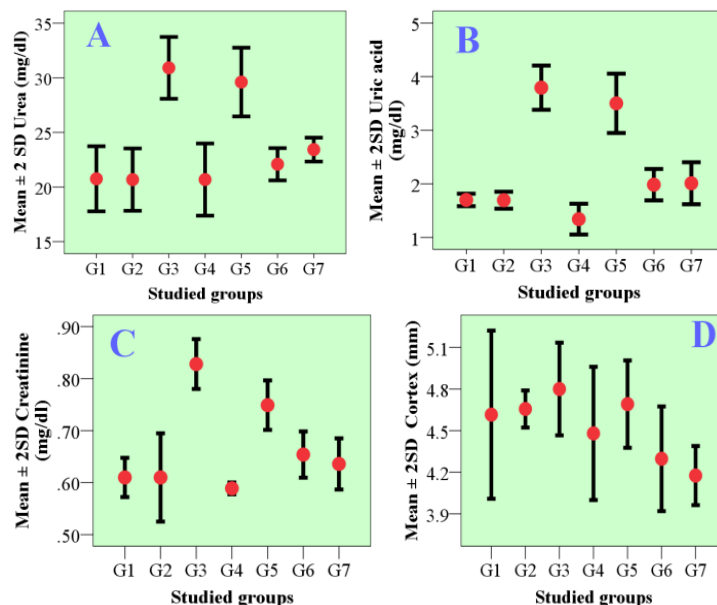 A
Mean ± 2 SD Urea (mg/dl)
35
30
25
20
15
G1 G2 G3 G4 G5 G6 G7
Studied groups
B
Mean ± 2SD Uric acid
(mg/dl)
5
4
3
2
1
G1 G2 G3 G4 G5 G6 G7
Studied groups
C
Mean ± 2SD Creatinine
(mg/dl)
.90
.80
.70
.60
.50
G1 G2 G3 G4 G5 G6 G7
Studied groups
D
Mean ± 2SD Cortex (mm)
5.1
4.8
4.5
4.2
3.9
G1 G2 G3 G4 G5 G6 G7
Studied groups